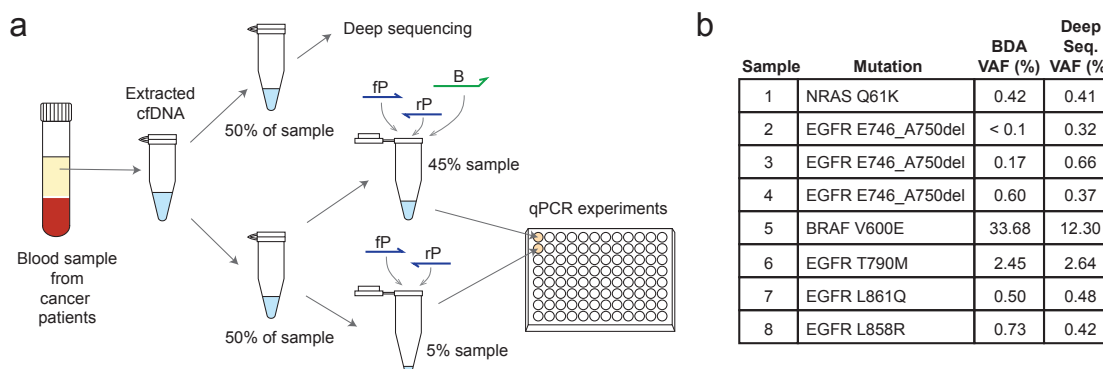 a
Deep sequencing
Extracted
cfDNA
50% of sample
fP
rP
B
45% sample
qPCR experiments
Blood sample
from
cancer
patients
50% of sample
fP
rP
5% sample
b
Sample Mutation BDA VAF (%) Deep Seq. VAF (%
1 NRAS Q61K 0.42 0.41
2 EGFR E746_A750del < 0.1 0.32
3 EGFR E746_A750del 0.17 0.66
4 EGFR E746_A750del 0.60 0.37
5 BRAF V600E 33.68 12.30
6 EGFR T790M 2.45 2.64
7 EGFR L861Q 0.50 0.48
8 EGFR L858R 0.73 0.42